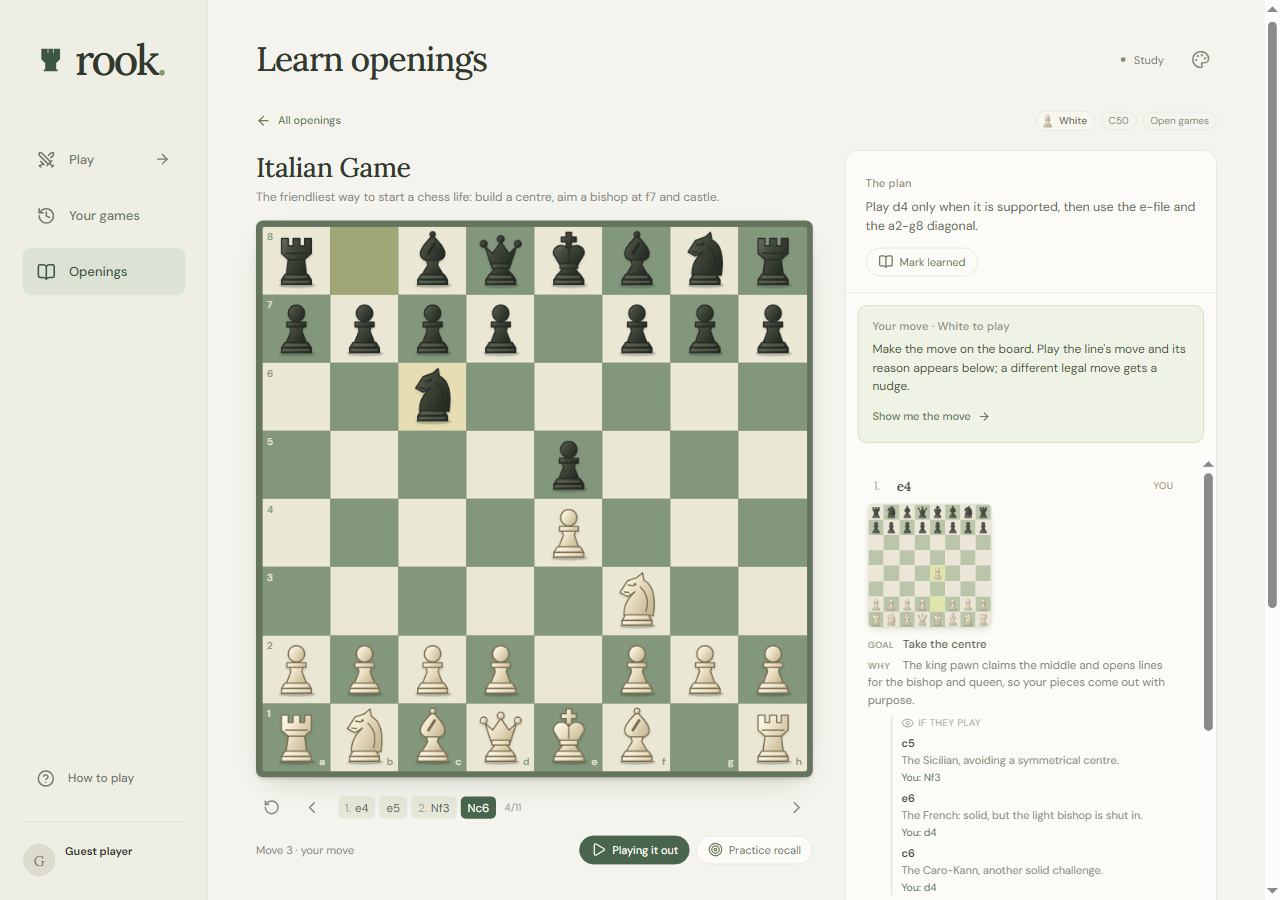 rook.
Learn openings
Study
Play
Your games
Openings
How to play
G
Guest player
All openings
White
C50
Open games
Italian Game
The friendliest way to start a chess life: build a centre, aim a bishop at f7 and castle.
8
7
6
5
4
3
2
1
a
b
c
d
e
f
g
h
1. e4
e5
2. Nf3
Nc6
4/11
Move 3 · your move
Playing it out
Practice recall
The plan
Play d4 only when it is supported, then use the e-file and
the a2-g8 diagonal.
Mark learned
Your move · White to play
Make the move on the board. Play the line's move and its
reason appears below; a different legal move gets a
nudge.
Show me the move
1. e4
YOU
GOAL Take the centre
WHY The king pawn claims the middle and opens lines
for the bishop and queen, so your pieces come out with
purpose.
IF THEY PLAY
c5
The Sicilian, avoiding a symmetrical centre.
You: Nf3
e6
The French: solid, but the light bishop is shut in.
You: d4
c6
The Caro-Kann, another solid challenge.
You: d4